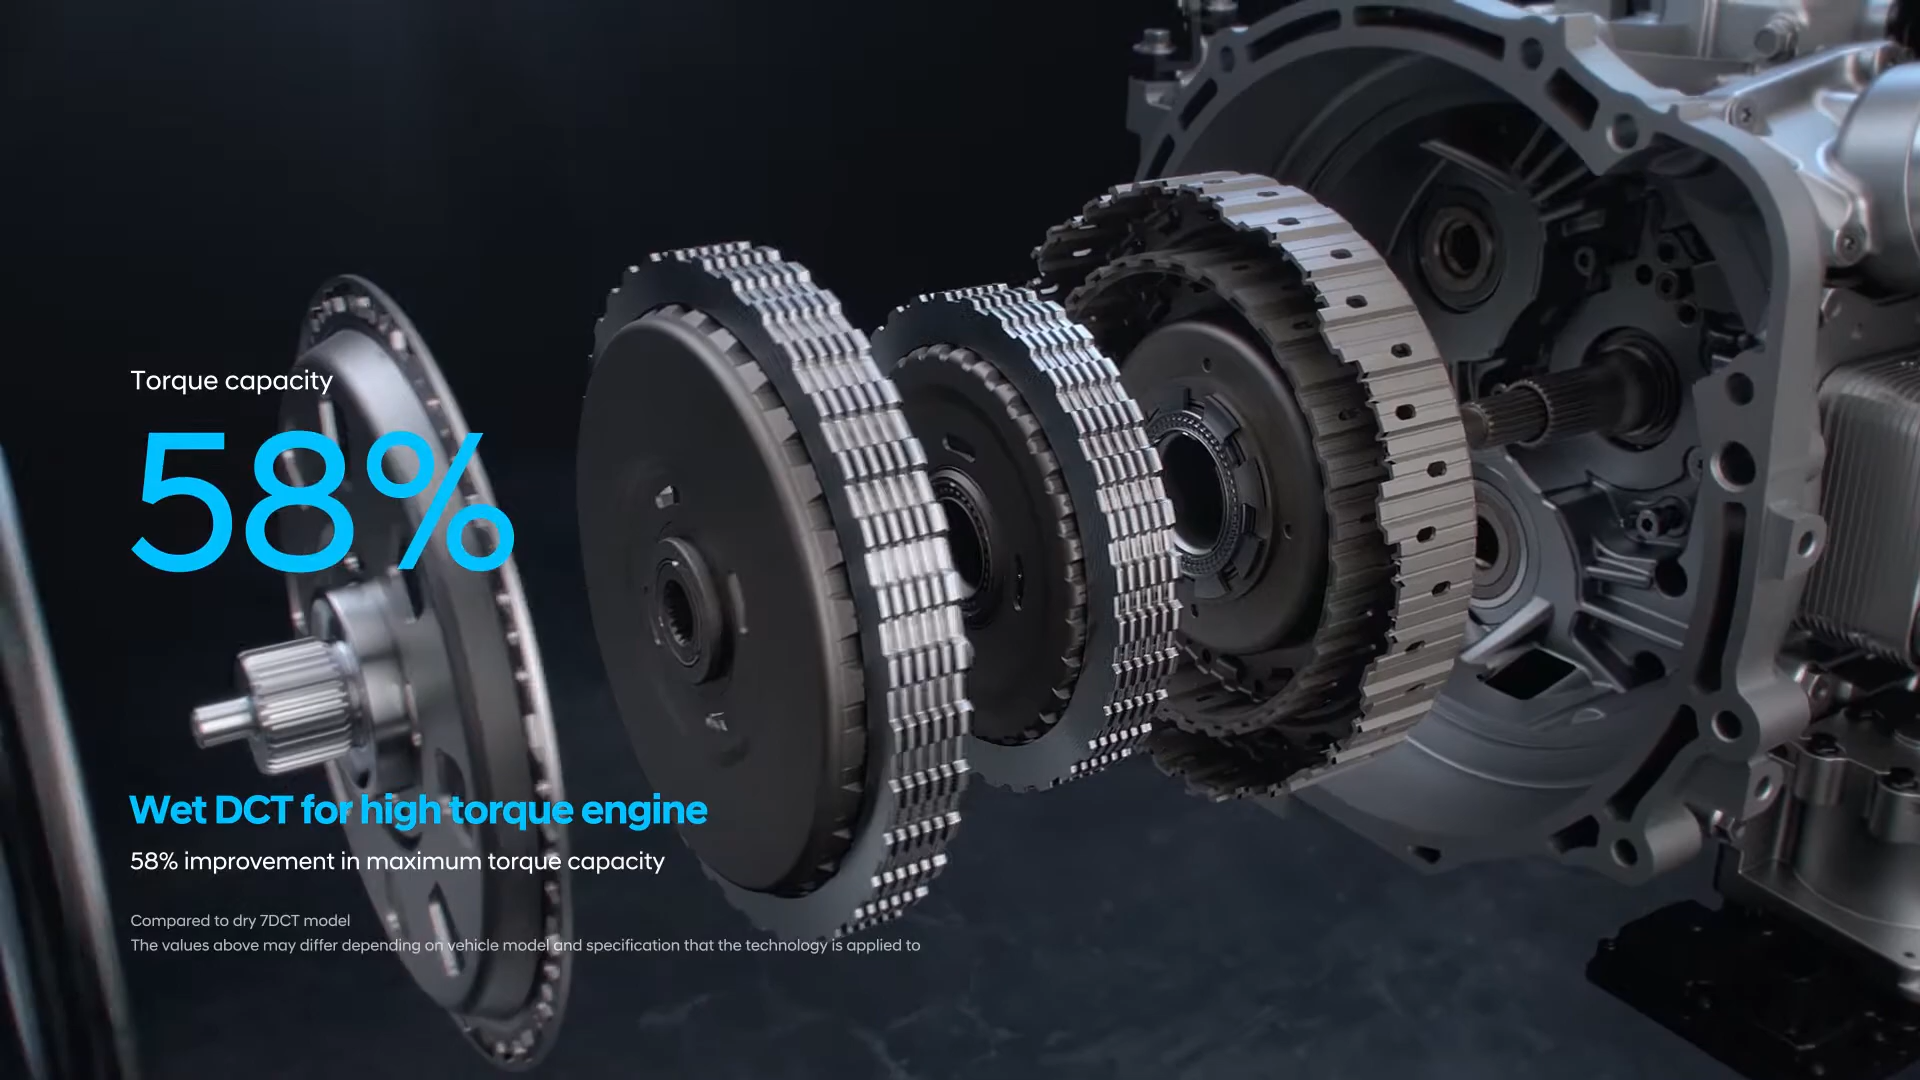 Torque capacity
58%
Wet DCT for high torque engine
58% improvement in maximum torque capacity
Compared to dry 7DCT model
The values above may differ depending on vehicle model and specification that the technology is applied to